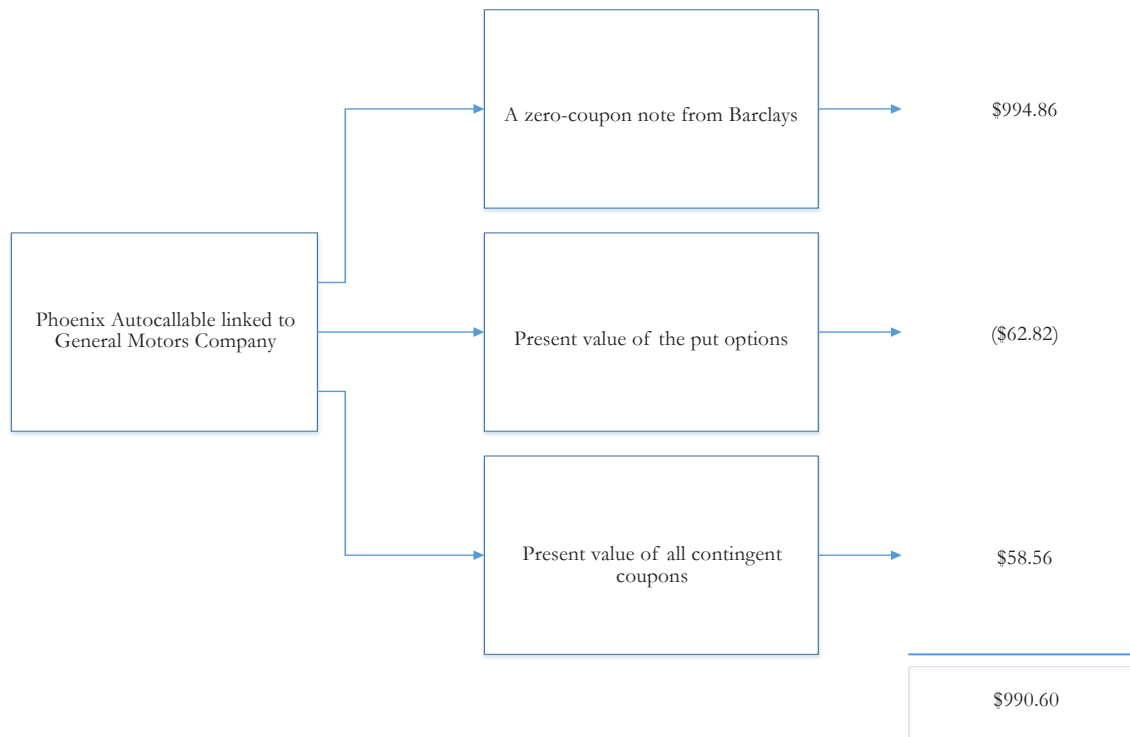 A zero-coupon note from Barclays
$994.86
Phoenix Autocallable linked to
General Motors Company
Present value of the put options
($62.82)
Present value of all contingent
coupons
$58.56
$990.60